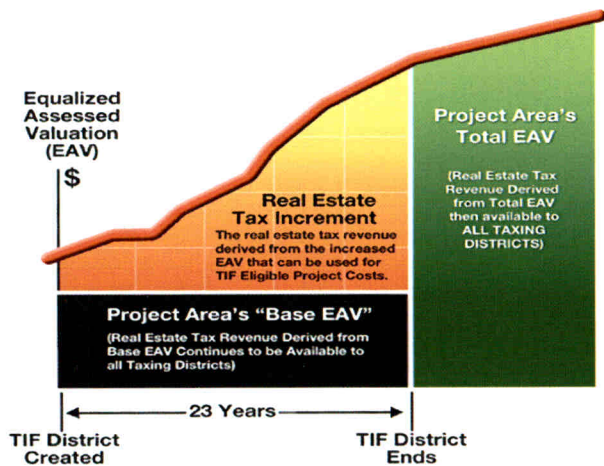 Equalized
Assessed
Valuation
(EAV)
$
Real Estate
Tax Increment
The real estate tax revenue
derived from the increased
EAV that can be used for
TIF Eligible Project Costs.
Project Area's
Total EAV
(Real Estate Tax
Revenue Derived
from Total EAV
then available to
ALL TAXING
DISTRICTS)
Project Area's "Base EAV"
(Real Estate Tax Revenue Derived from
Base EAV Continues to be Available to
all Taxing Districts)
23 Years
TIF District
Created
TIF District
Ends